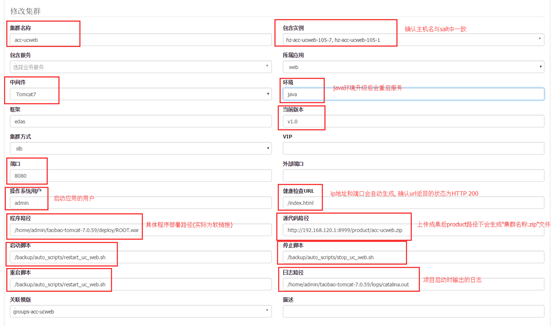 修改集群
集群名称
包含实例
确认主机名与salt中一致
acc-ucweb
hz-acc-ucweb-105-7, hz-acc-ucweb-105-1
包含服务
所属应用
选择业务服务
web
中间件
环境
Tomcat7
java
java环境升级后会重启服务
框架
当前版本
edas
v1.0
集群方式
VIP
slb
端口
外部端口
8080
操作系统用户
健康检查URL
admin
启动应用的用户
/index.html
ip地址和端口会自动生成, 确认url返回的状态为HTTP 200
程序路径
源代码路径
/home/admin/taobao-tomcat-7.0.59/deploy/ROOT.war
具体程序部署路径(实际为软链接)
http://192.168.120.1:8999/product/acc-ucweb.zip
上传成果后product路径下会生成"集群名称.zip"文件
启动脚本
停止脚本
/backup/auto_scripts/restart_uc_web.sh
/backup/auto_scripts/stop_uc_web.sh
重启脚本
日志路径
项目启动时输出的日志
/backup/auto_scripts/restart_uc_web.sh
/home/admin/taobao-tomcat-7.0.59/logs/catalina.out
关联模版
描述
groups-acc-ucweb